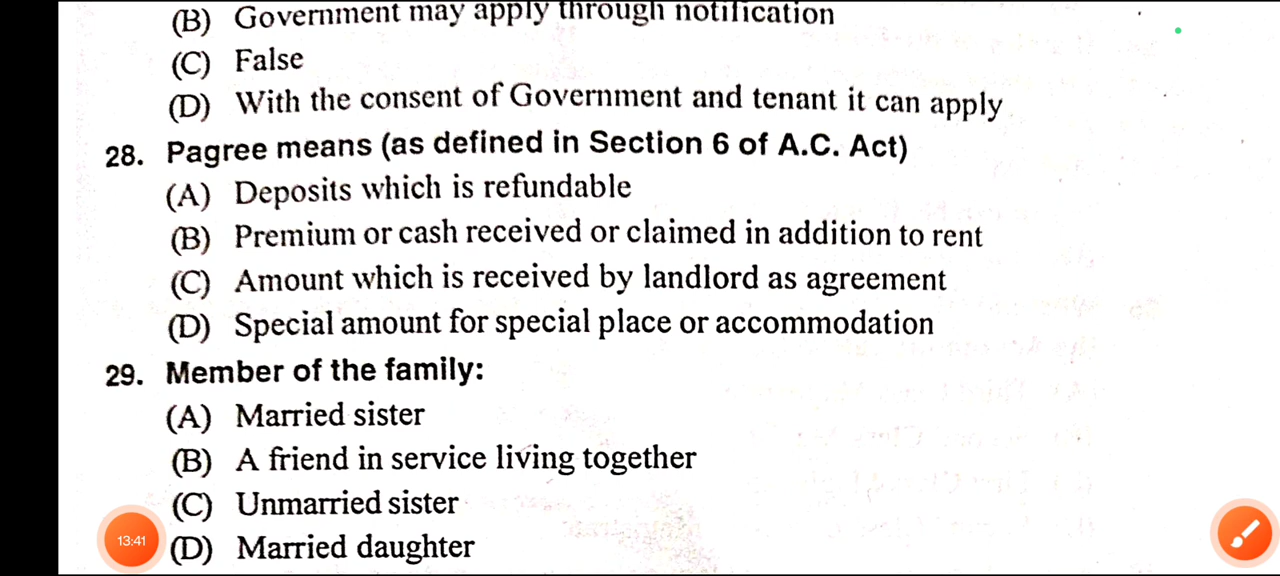 (B) Government may apply through notification
(C) False
(D) With the consent of Government and tenant it can apply
28. Pagree means (as defined in Section 6 of A.C. Act)
(A) Deposits which is refundable
(B) Premium or cash received or claimed in addition to rent
(C) Amount which is received by landlord as agreement
(D) Special amount for special place or accommodation
29. Member of the family:
(A) Married sister
(B) A friend in service living together
(C) Unmarried sister
13:41 (D) Married daughter